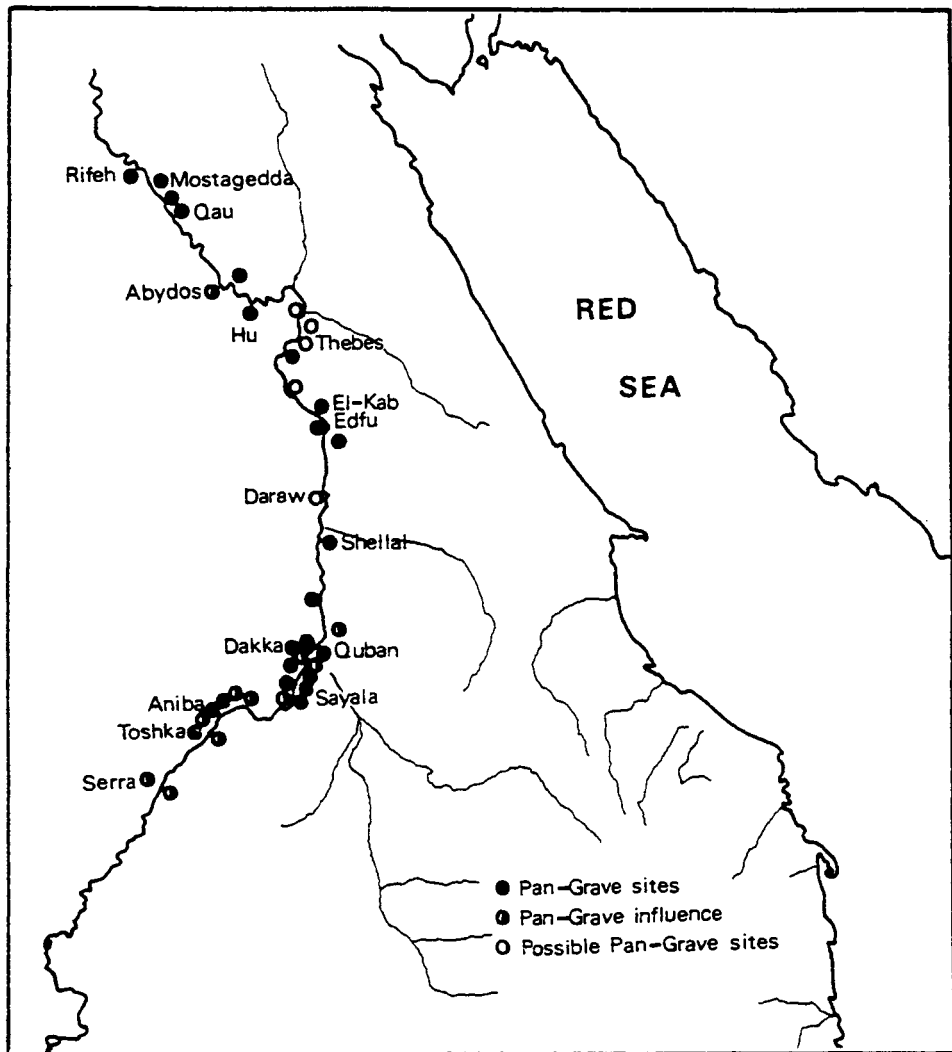 Rifeh
Mostagedda
Qau
Abydos
Hu
RED
Thebes
SEA
El-Kab
Edfu
Daraw
Shellal
Dakka
Quban
Aniba
Sayala
Toshka
Serra
Pan-Grave sites
Pan-Grave influence
Possible Pan-Grave sites